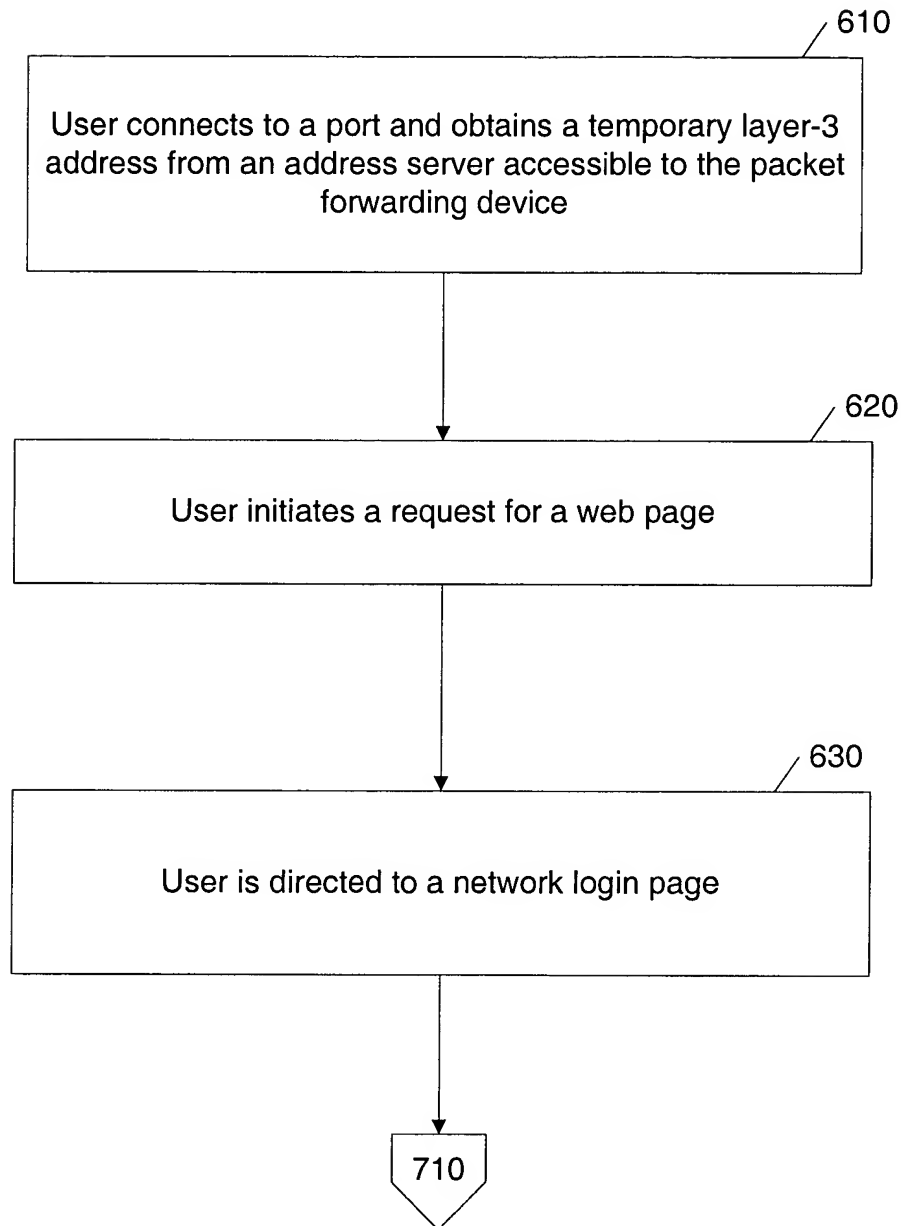 610
User connects to a port and obtains a temporary layer-3
address from an address server accessible to the packet
forwarding device
620
User initiates a request for a web page
630
User is directed to a network login page
710